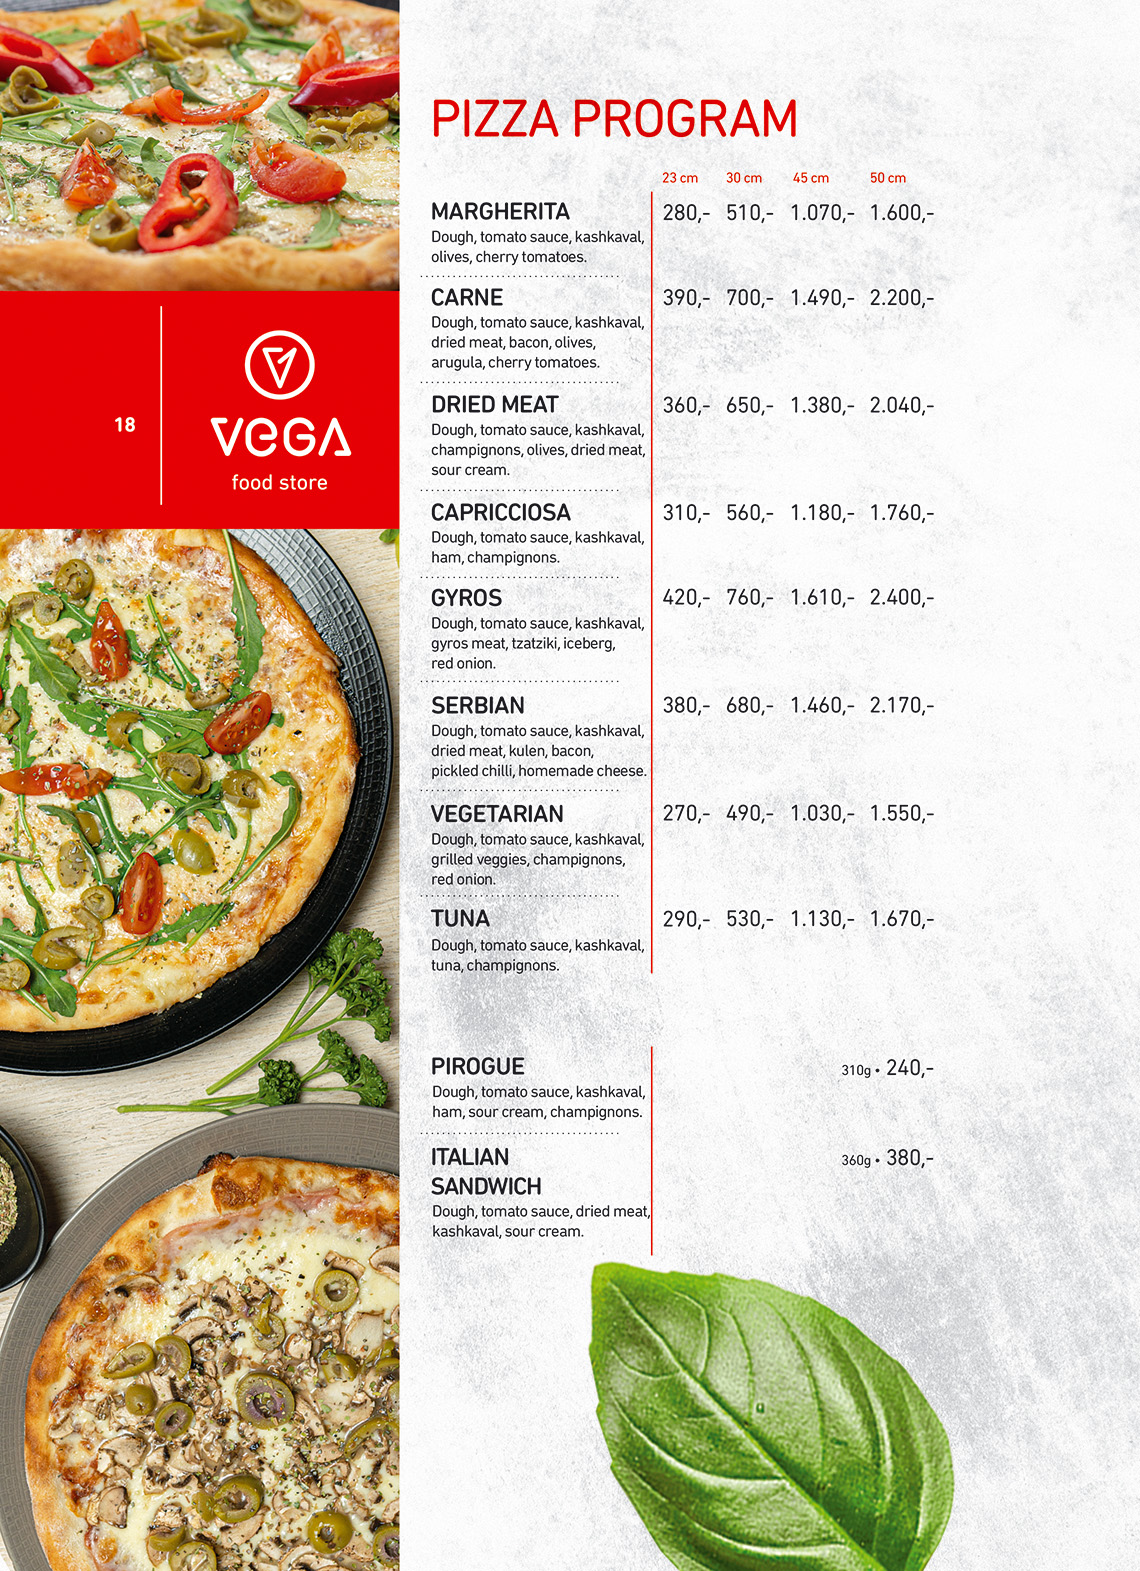 PIZZA PROGRAM
23 cm 30 cm 45 cm 50 cm
MARGHERITA 280,- 510,- 1.070,- 1.600,-
Dough, tomato sauce, kashkaval,
olives, cherry tomatoes.
CARNE 390,- 700,- 1.490,- 2.200,-
Dough, tomato sauce, kashkaval,
dried meat, bacon, olives,
arugula, cherry tomatoes.
DRIED MEAT 360,- 650,- 1.380,- 2.040,-
Dough, tomato sauce, kashkaval,
champignons, olives, dried meat,
sour cream.
CAPRICCIOSA 310,- 560,- 1.180,- 1.760,-
Dough, tomato sauce, kashkaval,
ham, champignons.
GYROS 420,- 760,- 1.610,- 2.400,-
Dough, tomato sauce, kashkaval,
gyros meat, tzatziki, iceberg,
red onion.
SERBIAN 380,- 680,- 1.460,- 2.170,-
Dough, tomato sauce, kashkaval,
dried meat, kulen, bacon,
pickled chilli, homemade cheese.
VEGETARIAN 270,- 490,- 1.030,- 1.550,-
Dough, tomato sauce, kashkaval,
grilled veggies, champignons,
red onion.
TUNA 290,- 530,- 1.130,- 1.670,-
Dough, tomato sauce, kashkaval,
tuna, champignons.
PIROGUE 310g • 240,-
Dough, tomato sauce, kashkaval,
ham, sour cream, champignons.
ITALIAN 360g • 380,-
SANDWICH
Dough, tomato sauce, dried meat,
kashkaval, sour cream.
18
VEGA
food store